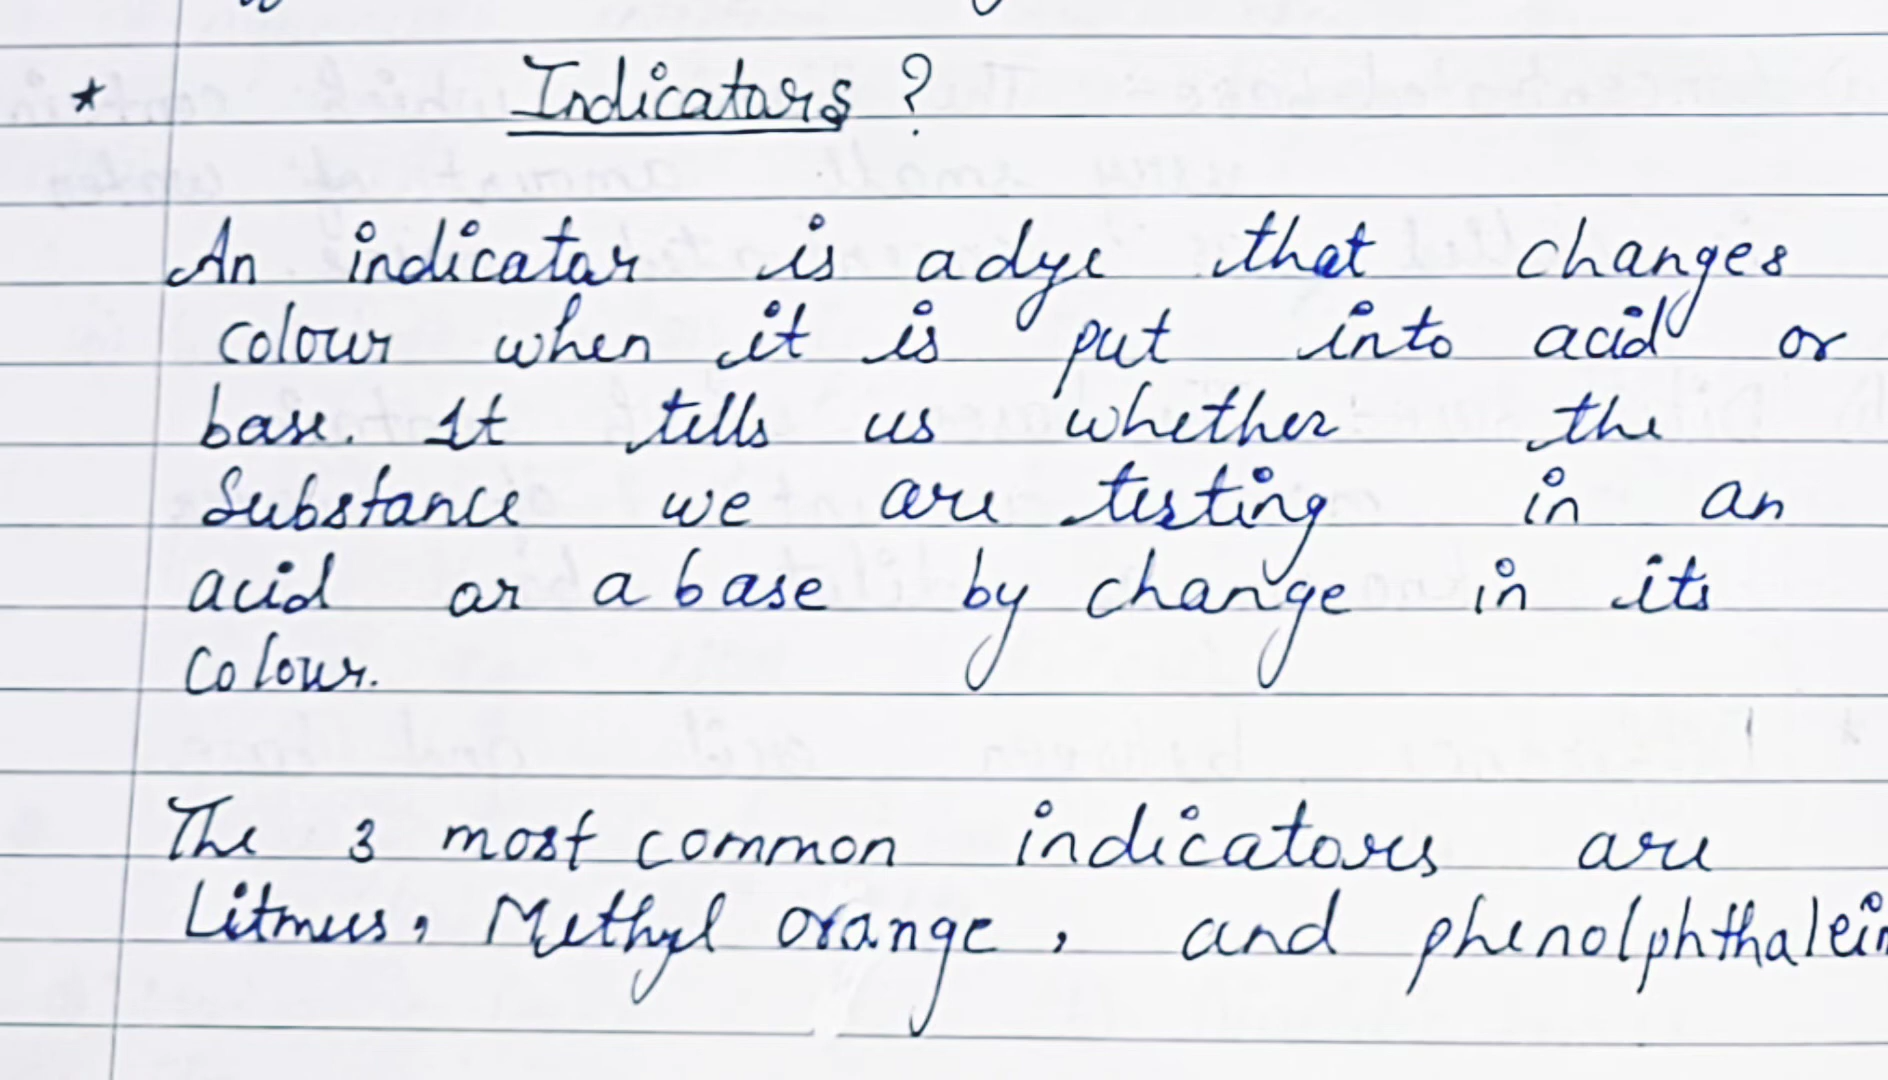 * Indicators ?
An indicator is a dye that changes
colour when it is put into acid or
base. It tells us whether the
Substance we are testing in an
acid or a base by change in its
Colour.
The 3 most common indicators are
Litmus, Methyl orange, and phenolphthalein